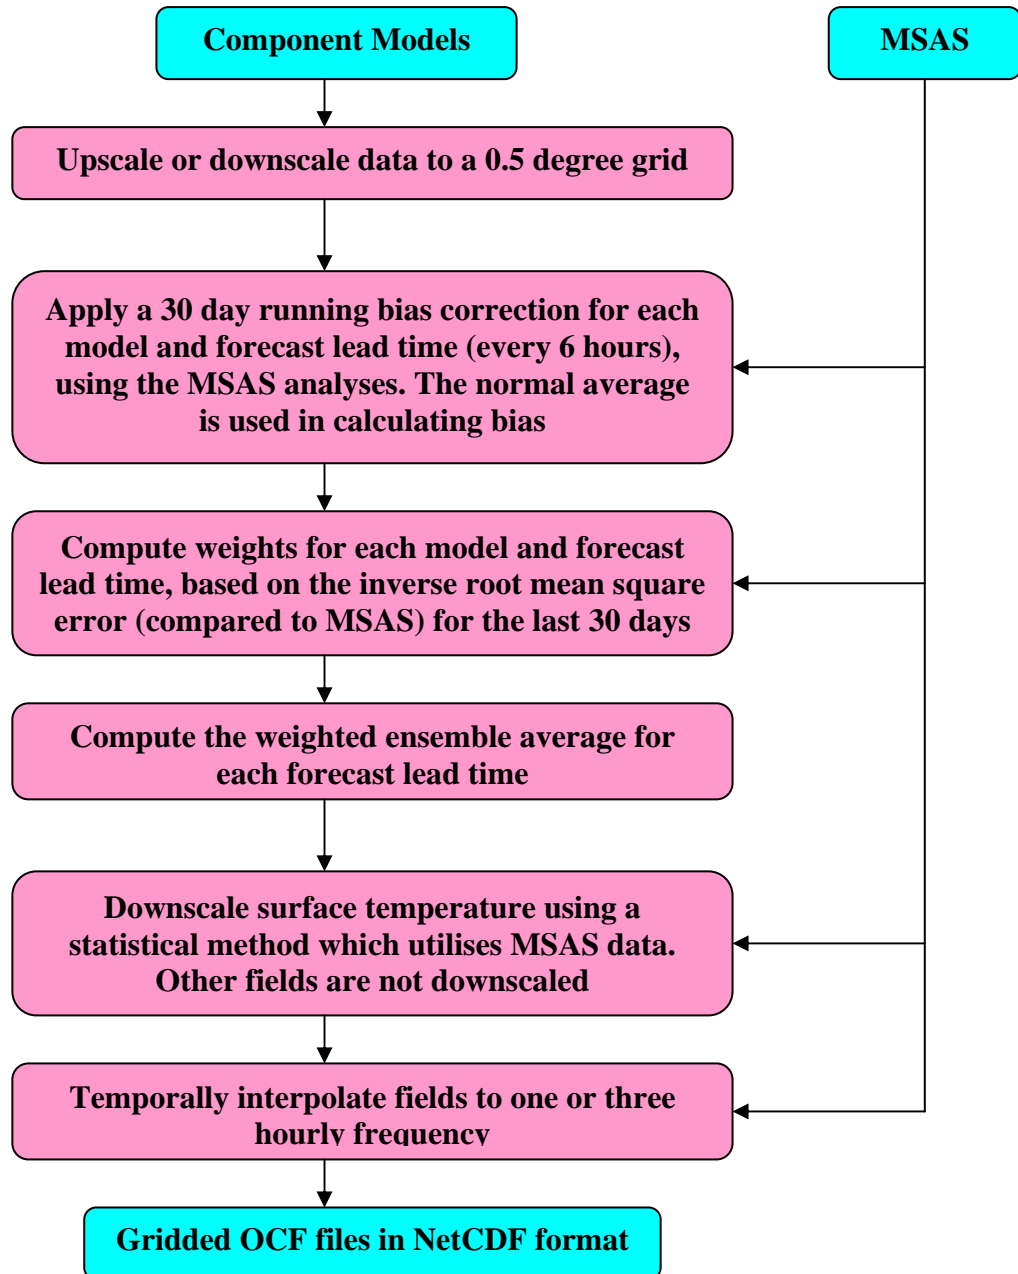 Component Models
MSAS
Upscale or downscale data to a 0.5 degree grid
Apply a 30 day running bias correction for each
model and forecast lead time (every 6 hours),
using the MSAS analyses. The normal average
is used in calculating bias
Compute weights for each model and forecast
lead time, based on the inverse root mean square
error (compared to MSAS) for the last 30 days
Compute the weighted ensemble average for
each forecast lead time
Downscale surface temperature using a
statistical method which utilises MSAS data.
Other fields are not downscaled
Temporally interpolate fields to one or three
hourly frequency
Gridded OCF files in NetCDF format